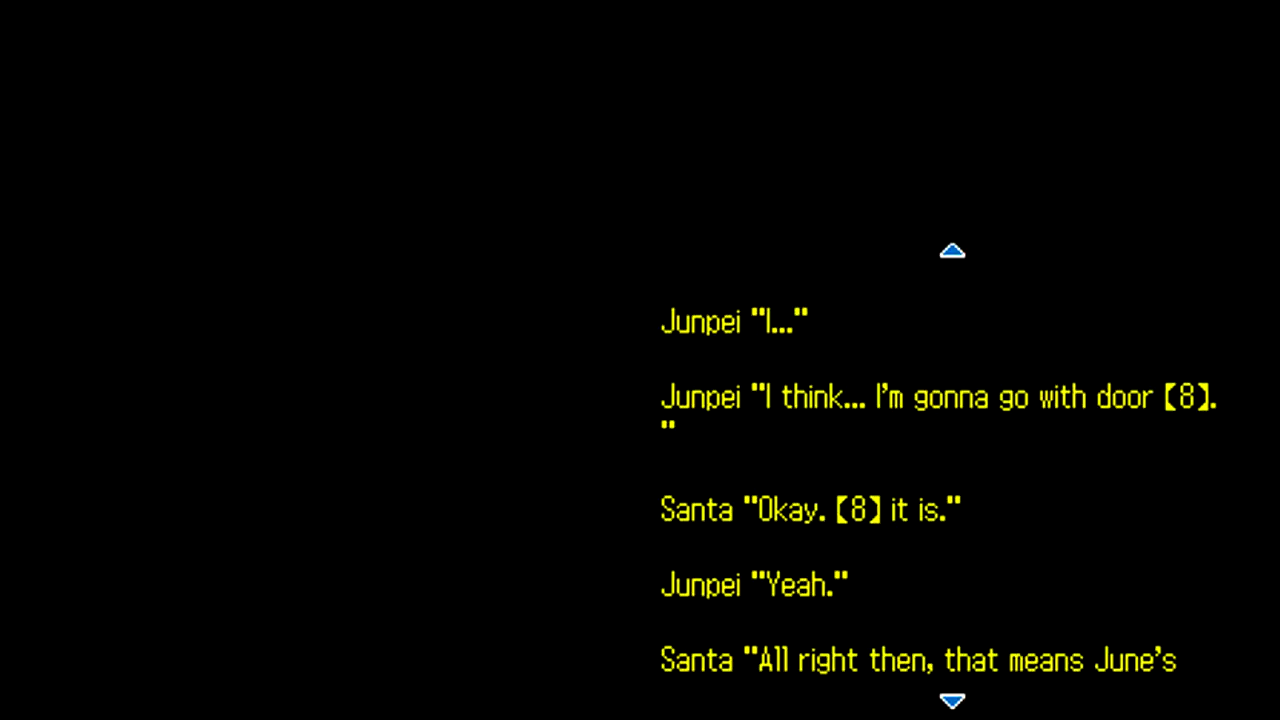 Junpei "I..."
Junpei "I think... I'm gonna go with door【8】.
"
Santa "Okay.【8】it is."
Junpei "Yeah."
Santa "All right then, that means June's